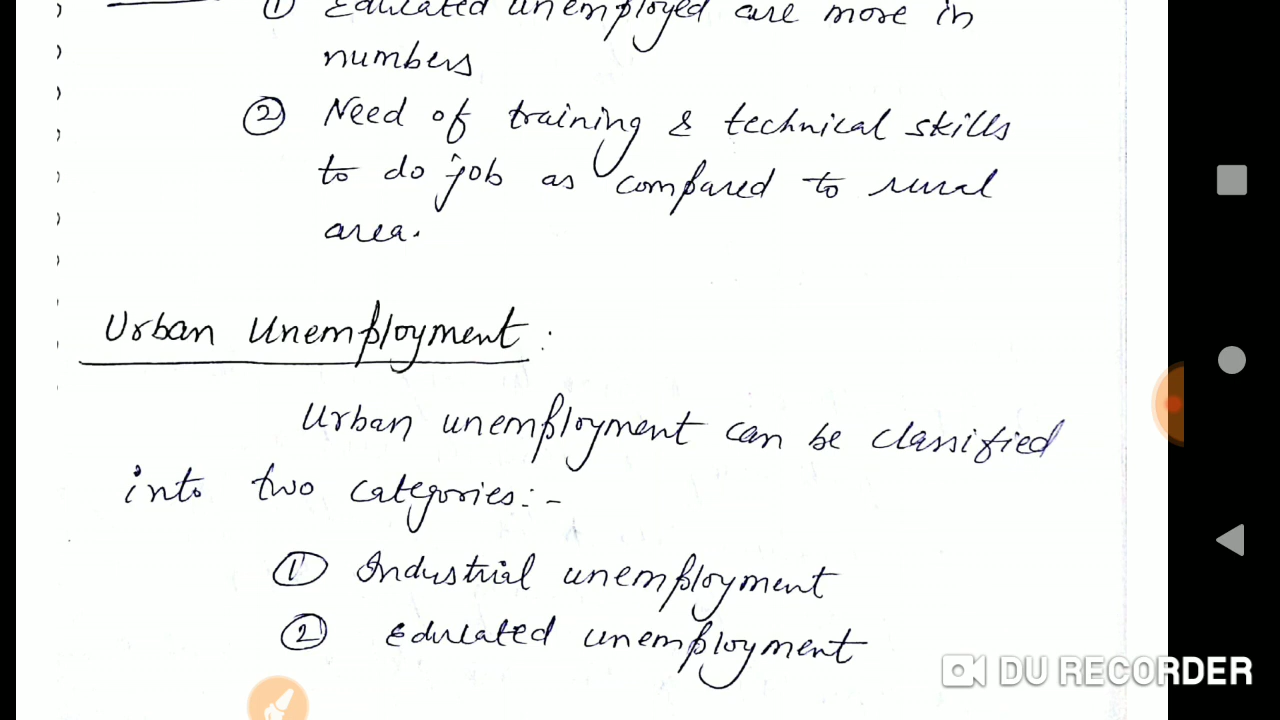 ① Educated unemployed are more in
numbers
② Need of training & technical skills
to do job as compared to rural
area.
Urban Unemployment:
Urban unemployment can be classified
into two categories:-
① Industrial unemployment
② Educated unemployment
DU RECORDER